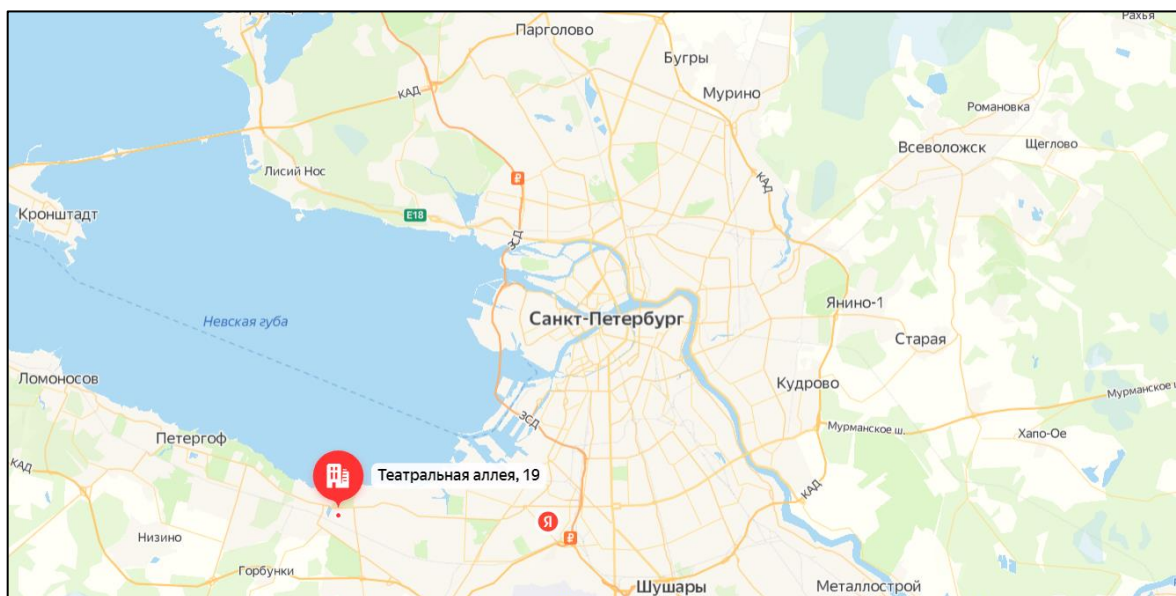 Парголово
Рахья
Бугры
КАД
Мурино
Романовка
Всеволожск
Щеглово
Лисий Нос
₽
КАД
Кронштадт
E18
ЗСД
Янино-1
Невская губа
Санкт-Петербург
Старая
Ломоносов
Кудрово
Мурманское ш.
ЗСД
Мурманское ш.
Хапо-Ое
Петергоф
КАД
Театральная аллея, 19
КАД
Я
Низино
₽
Горбунки
Шушары
Металлострой